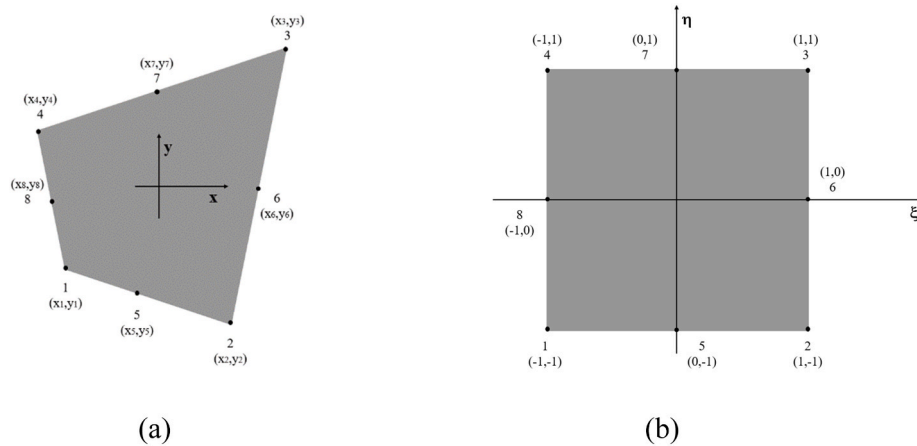 (x3,y3)
3
(x7,y7)
7
(x4,y4)
4
y
x
(x8,y8)
8
6
(x6,y6)
1
(x1,y1)
5
(x5,y5)
2
(x2,y2)
(a)
η
(-1,1)
4
(0,1)
7
(1,1)
3
(1,0)
6
ξ
8
(-1,0)
1
(-1,-1)
5
(0,-1)
2
(1,-1)
(b)